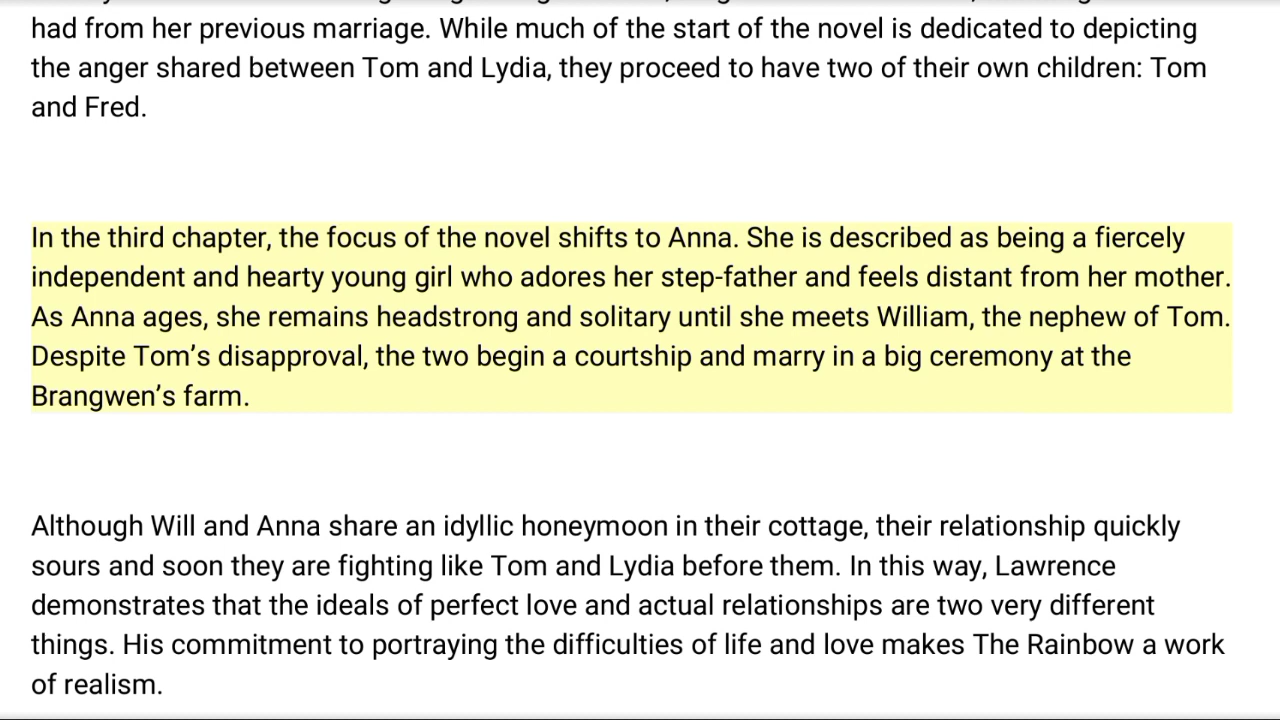 had from her previous marriage. While much of the start of the novel is dedicated to depicting
the anger shared between Tom and Lydia, they proceed to have two of their own children: Tom
and Fred.
In the third chapter, the focus of the novel shifts to Anna. She is described as being a fiercely
independent and hearty young girl who adores her step-father and feels distant from her mother.
As Anna ages, she remains headstrong and solitary until she meets William, the nephew of Tom.
Despite Tom’s disapproval, the two begin a courtship and marry in a big ceremony at the
Brangwen’s farm.
Although Will and Anna share an idyllic honeymoon in their cottage, their relationship quickly
sours and soon they are fighting like Tom and Lydia before them. In this way, Lawrence
demonstrates that the ideals of perfect love and actual relationships are two very different
things. His commitment to portraying the difficulties of life and love makes The Rainbow a work
of realism.